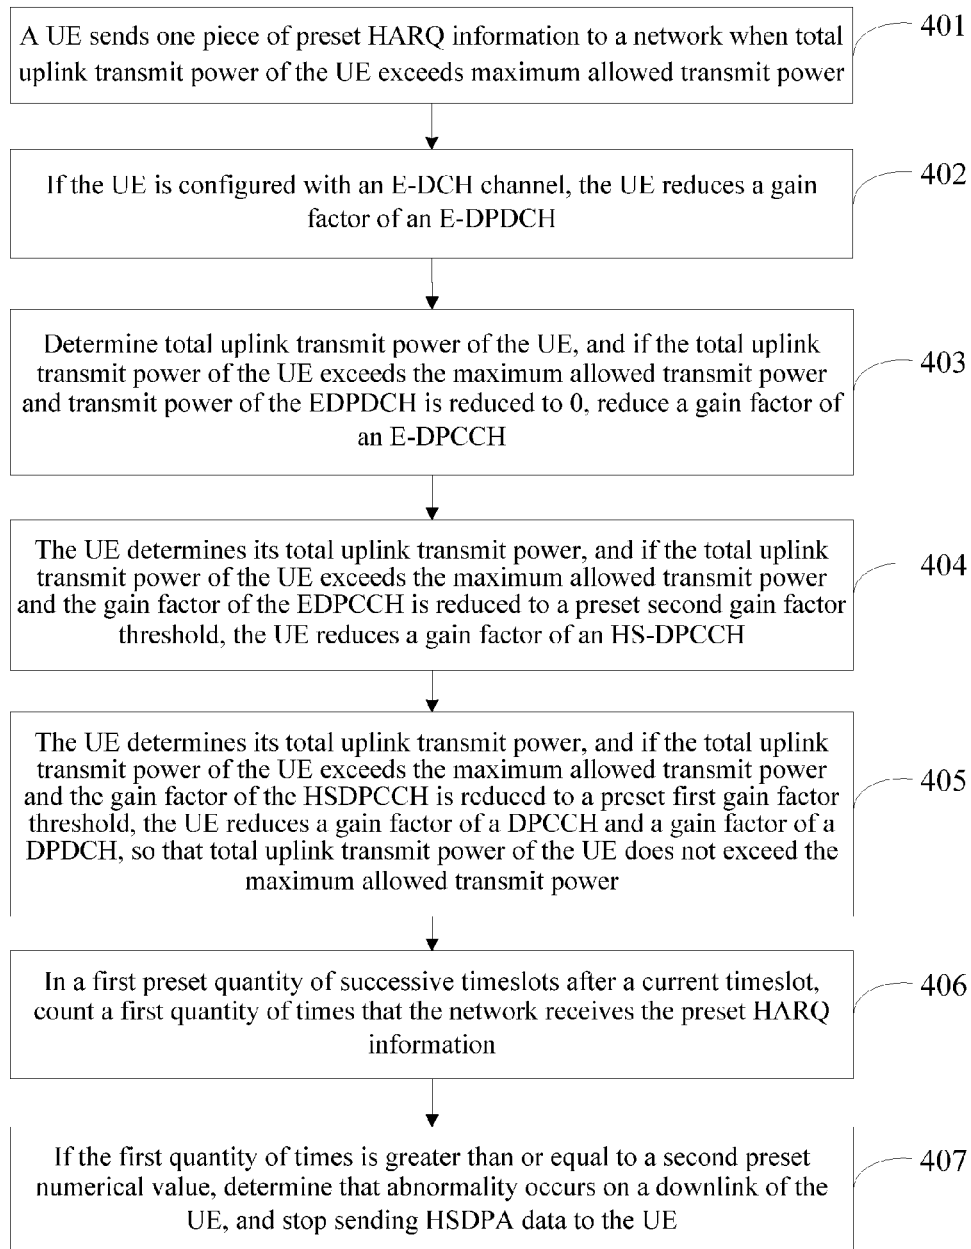 A UE sends one piece of preset HARQ information to a network when total
uplink transmit power of the UE exceeds maximum allowed transmit power
401
If the UE is configured with an E-DCH channel, the UE reduces a gain
factor of an E-DPDCH
402
Determine total uplink transmit power of the UE, and if the total uplink
transmit power of the UE exceeds the maximum allowed transmit power
and transmit power of the EDPDCH is reduced to 0, reduce a gain factor of
an E-DPCCH
403
The UE determines its total uplink transmit power, and if the total uplink
transmit power of the UE exceeds the maximum allowed transmit power
and the gain factor of the EDPCCH is reduced to a preset second gain factor
threshold, the UE reduces a gain factor of an HS-DPCCH
404
The UE determines its total uplink transmit power, and if the total uplink
transmit power of the UE exceeds the maximum allowed transmit power
and the gain factor of the HSDPCCH is reduced to a preset first gain factor
threshold, the UE reduces a gain factor of a DPCCH and a gain factor of a
DPDCH, so that total uplink transmit power of the UE does not exceed the
maximum allowed transmit power
405
In a first preset quantity of successive timeslots after a current timeslot,
count a first quantity of times that the network receives the preset HARQ
information
406
If the first quantity of times is greater than or equal to a second preset
numerical value, determine that abnormality occurs on a downlink of the
UE, and stop sending HSDPA data to the UE
407